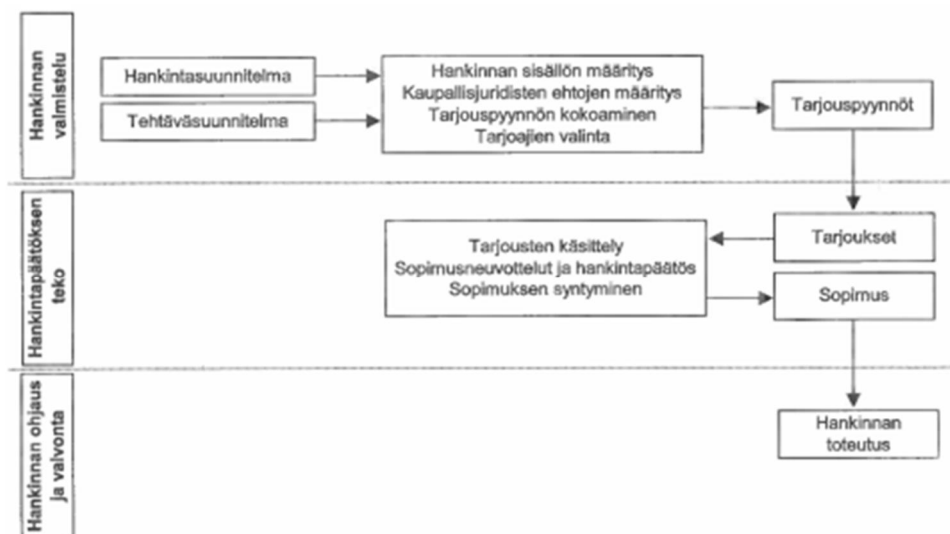 Hankinnan
valmistelu
Hankintasuunnitelma
Tehtäväsuunnitelma
Hankinnan sisällön määritys
Kaupallisjuridisten ehtojen määritys
Tarjouspyynnön kokoaminen
Tarjoajien valinta
Tarjouspyynnöt
Hankintapäätöksen
teko
Tarjousten käsittely
Sopimusneuvottelut ja hankintapäätös
Sopimuksen syntyminen
Tarjoukset
Sopimus
Hankinnan ohjaus
ja valvonta
Hankinnan
toteutus